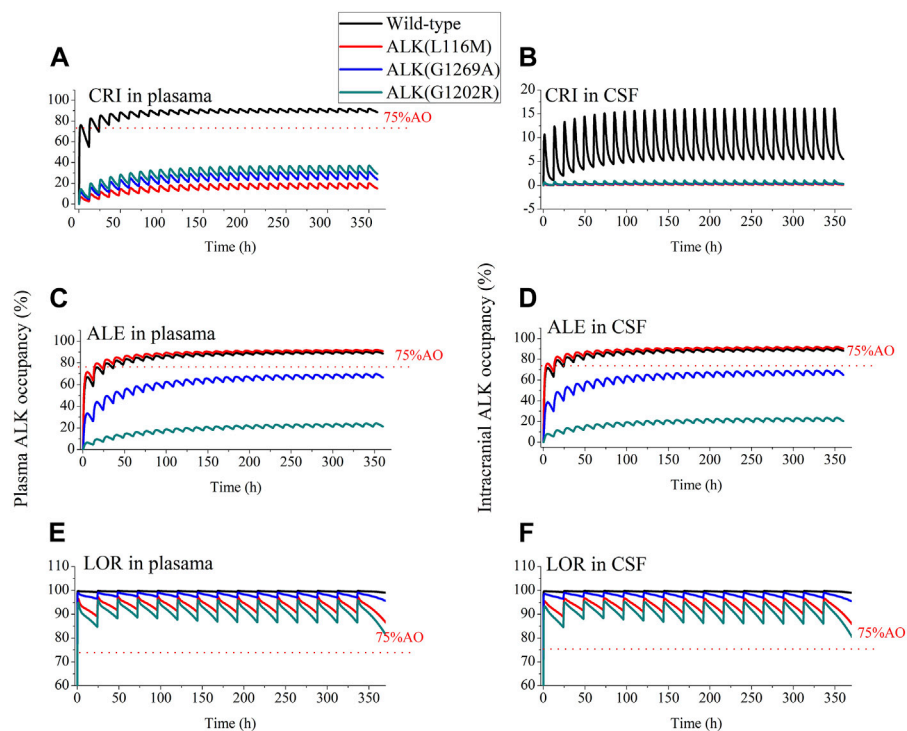 Wild-type
ALK(L116M)
ALK(G1269A)
ALK(G1202R)
A
CRI in plasama
75%AO
100
80
60
40
20
0
0 50 100 150 200 250 300 350
Time (h)
B
CRI in CSF
20
15
10
5
0
-5
0 50 100 150 200 250 300 350
Time (h)
Plasma ALK occupancy (%)
Intracranial ALK occupancy (%)
C
ALE in plasama
75%AO
100
80
60
40
20
0
0 50 100 150 200 250 300 350
Time (h)
D
ALE in CSF
75%AO
100
80
60
40
20
0
0 50 100 150 200 250 300 350
Time (h)
E
LOR in plasama
110
100
90
80
70
60
75%AO
0 50 100 150 200 250 300 350
Time (h)
F
LOR in CSF
110
100
90
80
70
60
75%AO
0 50 100 150 200 250 300 350
Time (h)